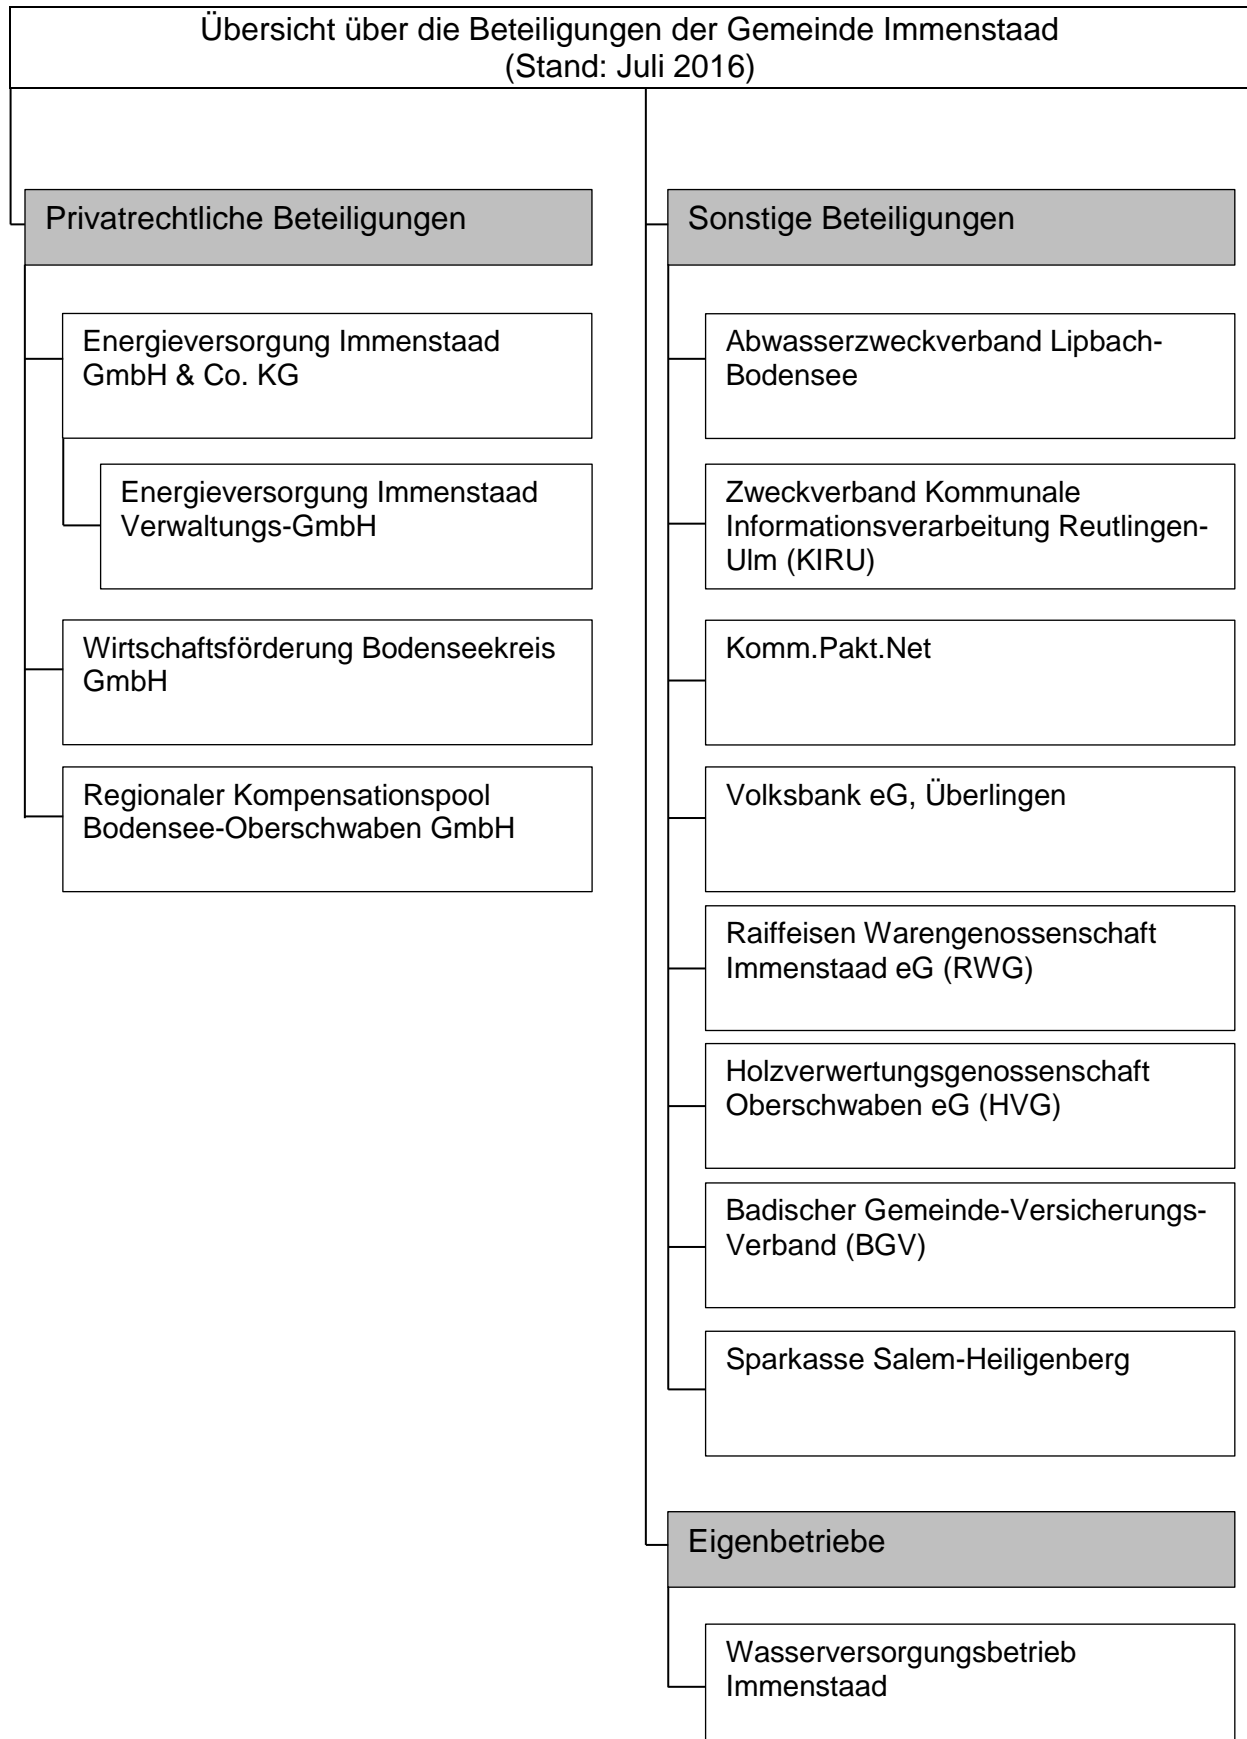 Übersicht über die Beteiligungen der Gemeinde Immenstaad
(Stand: Juli 2016)
Privatrechtliche Beteiligungen
Energieversorgung Immenstaad
GmbH & Co. KG
Energieversorgung Immenstaad
Verwaltungs-GmbH
Wirtschaftsförderung Bodenseekreis
GmbH
Regionaler Kompensationspool
Bodensee-Oberschwaben GmbH
Sonstige Beteiligungen
Abwasserzweckverband Lipbach-
Bodensee
Zweckverband Kommunale
Informationsverarbeitung Reutlingen-
Ulm (KIRU)
Komm.Pakt.Net
Volksbank eG, Überlingen
Raiffeisen Warengenossenschaft
Immenstaad eG (RWG)
Holzverwertungsgenossenschaft
Oberschwaben eG (HVG)
Badischer Gemeinde-Versicherungs-
Verband (BGV)
Sparkasse Salem-Heiligenberg
Eigenbetriebe
Wasserversorgungsbetrieb
Immenstaad